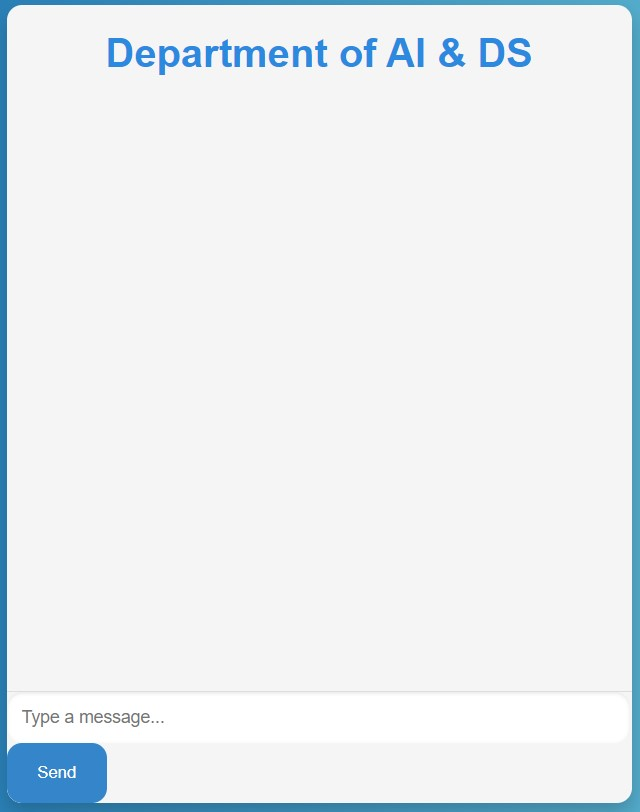 Department of AI & DS
Type a message...
Send